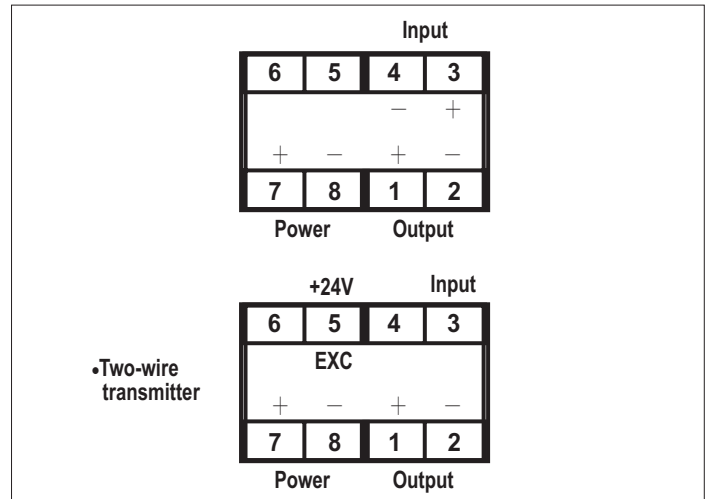 Input
6 5 4 3
− +
+ − + −
7 8 1 2
Power Output
+24V Input
6 5 4 3
EXC
•Two-wire
transmitter
+ − + −
7 8 1 2
Power Output